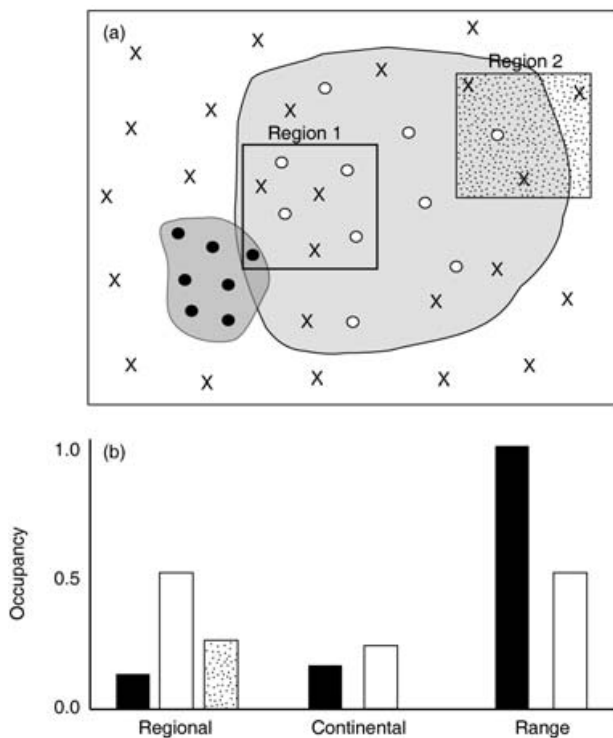 (a)
Region 2
Region 1
(b)
1.0
0.5
0.0
Occupancy
Regional Continental Range